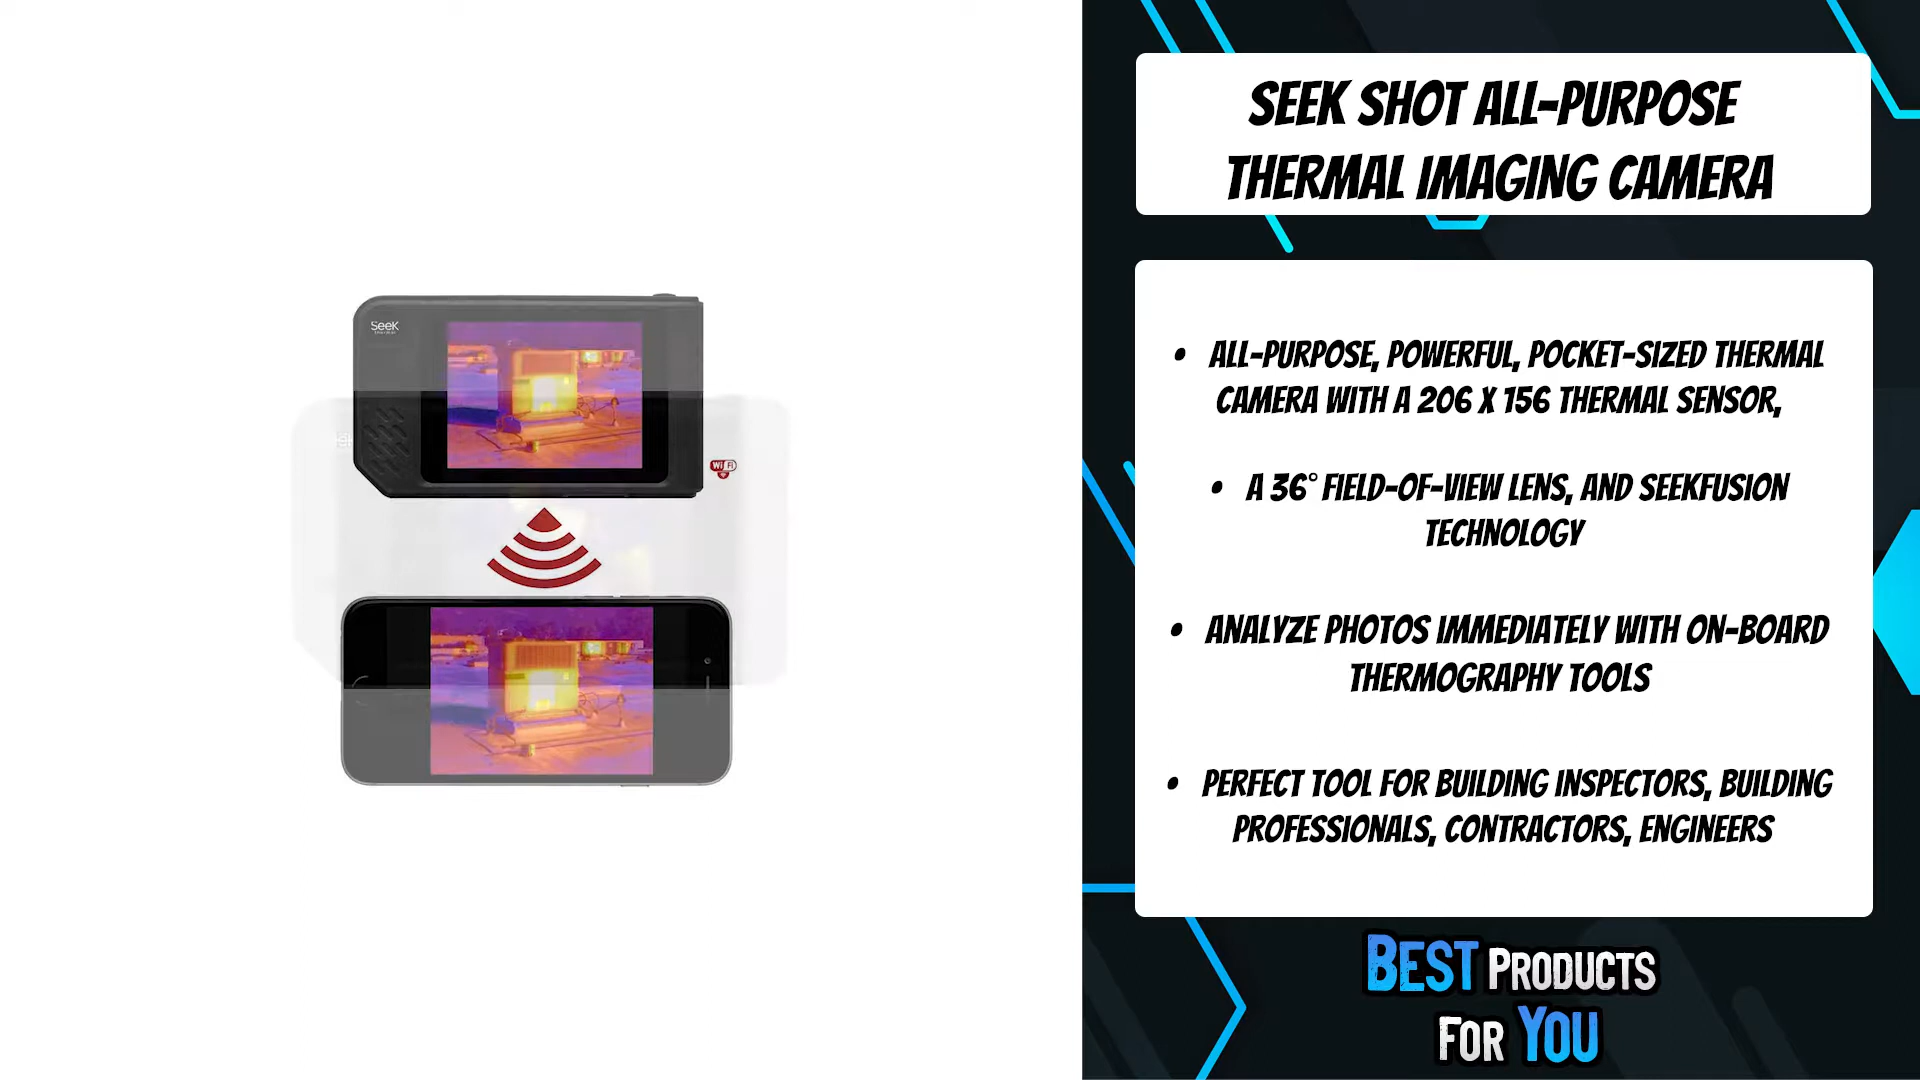 SEEK SHOT ALL-PURPOSE
THERMAL IMAGING CAMERA
Seek
WiFi
• ALL-PURPOSE, POWERFUL, POCKET-SIZED THERMAL
CAMERA WITH A 206 X 156 THERMAL SENSOR,
• A 36° FIELD-OF-VIEW LENS, AND SEEKFUSION
TECHNOLOGY
• ANALYZE PHOTOS IMMEDIATELY WITH ON-BOARD
THERMOGRAPHY TOOLS
• PERFECT TOOL FOR BUILDING INSPECTORS, BUILDING
PROFESSIONALS, CONTRACTORS, ENGINEERS
BEST PRODUCTS
FOR YOU